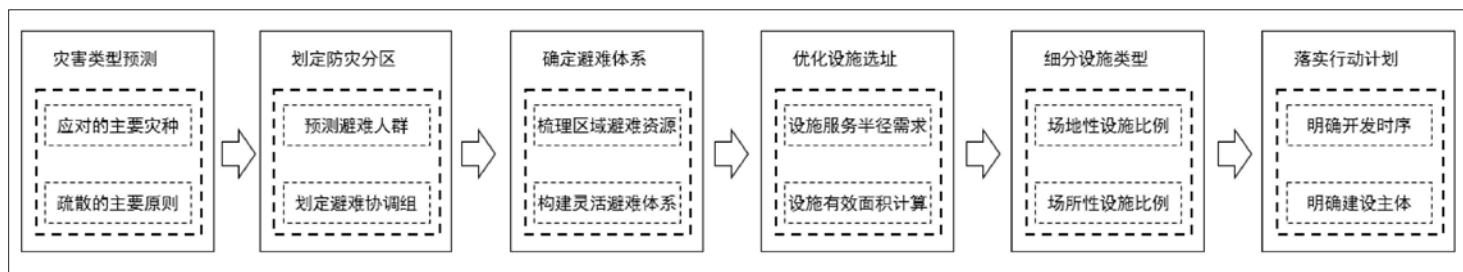 灾害类型预测
应对的主要灾种
疏散的主要原则
划定防灾分区
预测避难人群
划定避难协调组
确定避难体系
梳理区域避难资源
构建灵活避难体系
优化设施选址
设施服务半径需求
设施有效面积计算
细分设施类型
场地性设施比例
场所性设施比例
落实行动计划
明确开发时序
明确建设主体